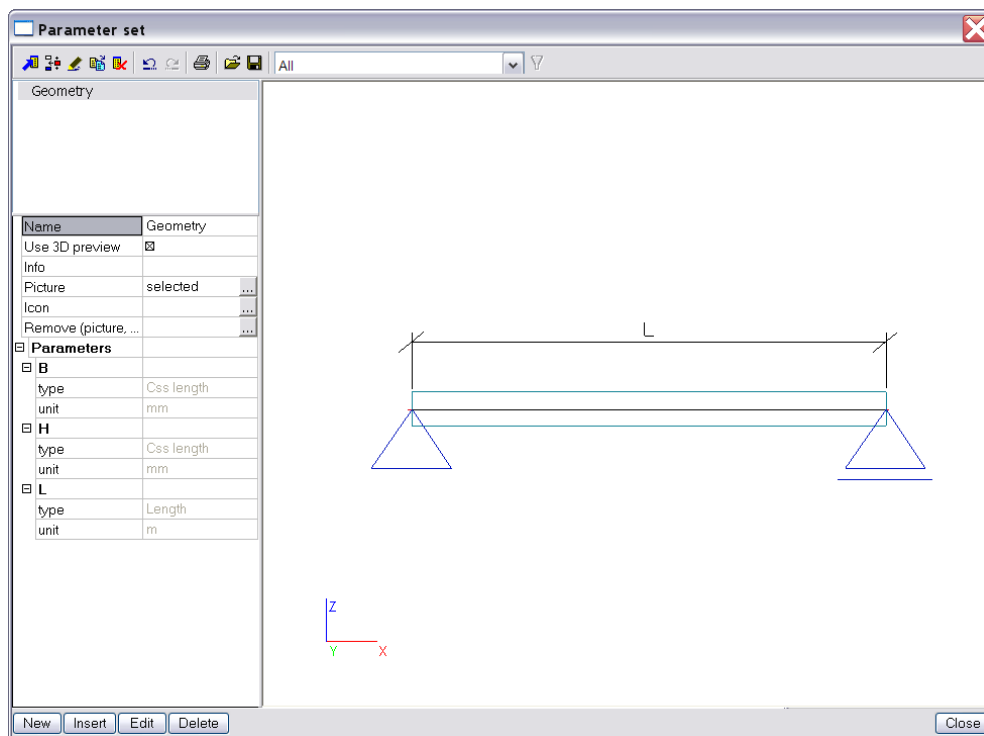 Parameter set
All
Geometry
Name Geometry
Use 3D preview
Info
Picture selected ...
Icon ...
Remove (picture, ... ...
Parameters
B
type Css length
unit mm
H
type Css length
unit mm
L
type Length
unit m
L
Z
Y X
New Insert Edit Delete Close